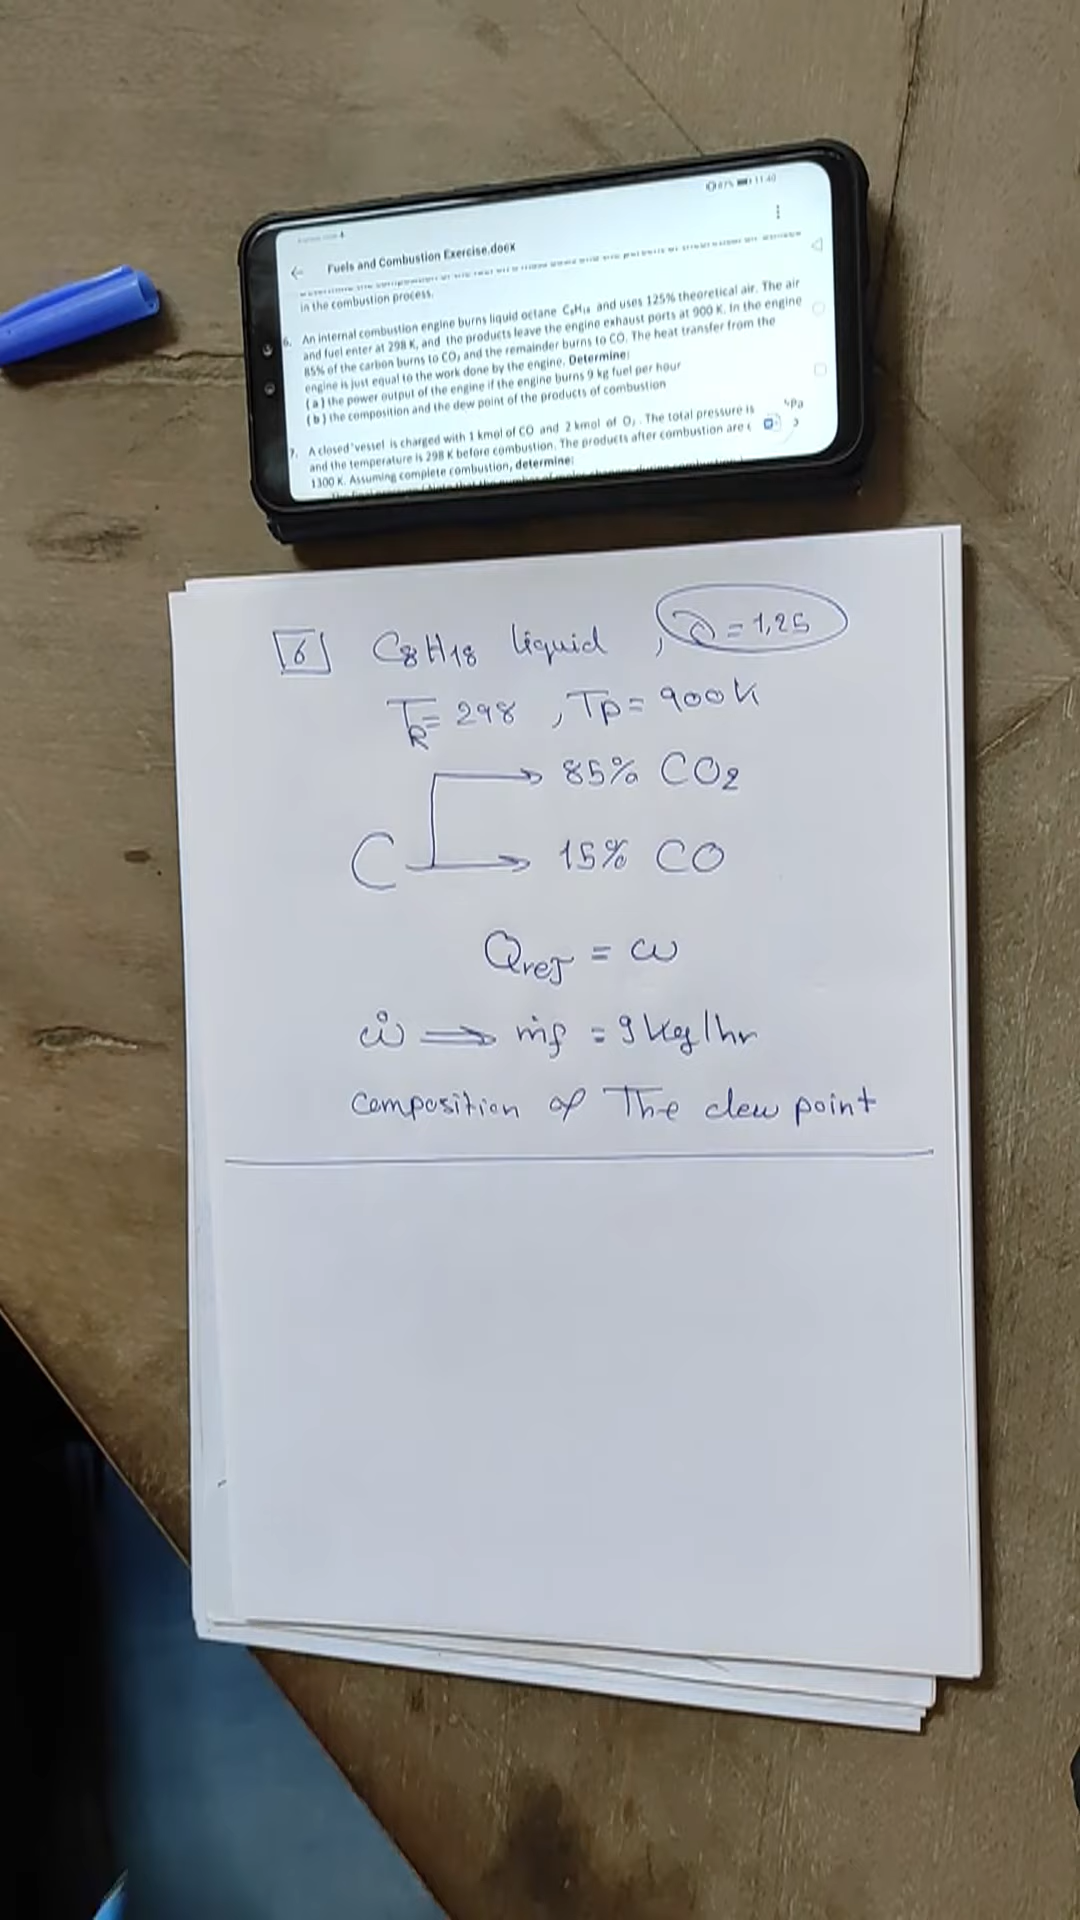 87% 11:40
Fuels and Combustion Exercise.docx
in the combustion process.
6. An internal combustion engine burns liquid octane C₈H₁₈ and uses 125% theoretical air. The air
and fuel enter at 298 K, and the products leave the engine exhaust ports at 900 K. In the engine
85% of the carbon burns to CO₂ and the remainder burns to CO. The heat transfer from the
engine is just equal to the work done by the engine. Determine:
(a) the power output of the engine if the engine burns 9 kg fuel per hour
(b) the composition and the dew point of the products of combustion
7. A closed vessel is charged with 1 kmol of CO and 2 kmol of O₂. The total pressure is kPa
and the temperature is 298 K before combustion. The products after combustion are
1300 K. Assuming complete combustion, determine:
6 C8H18 liquid, λ=1,25
TR=298, Tp=900K
85% CO2
C
15% CO
Qrej = ω
ω̇ ⟹ ṁf = 9kg/hr
composition of The dew point